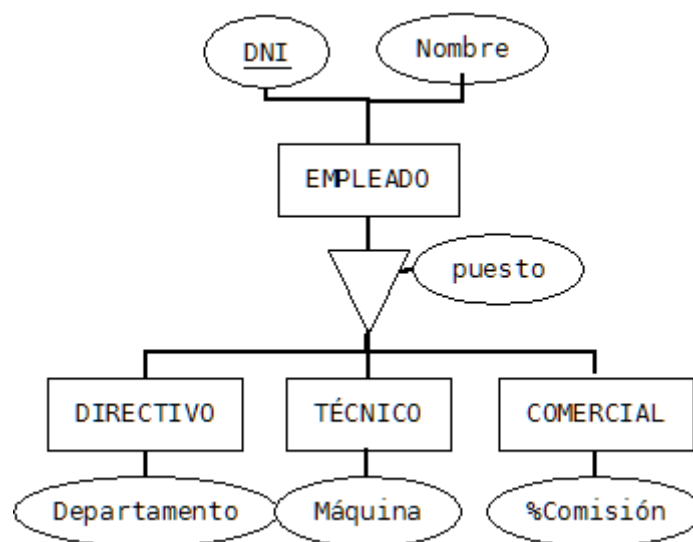 DNI
Nombre
EMPLEADO
puesto
DIRECTIVO
TÉCNICO
COMERCIAL
Departamento
Máquina
%Comisión